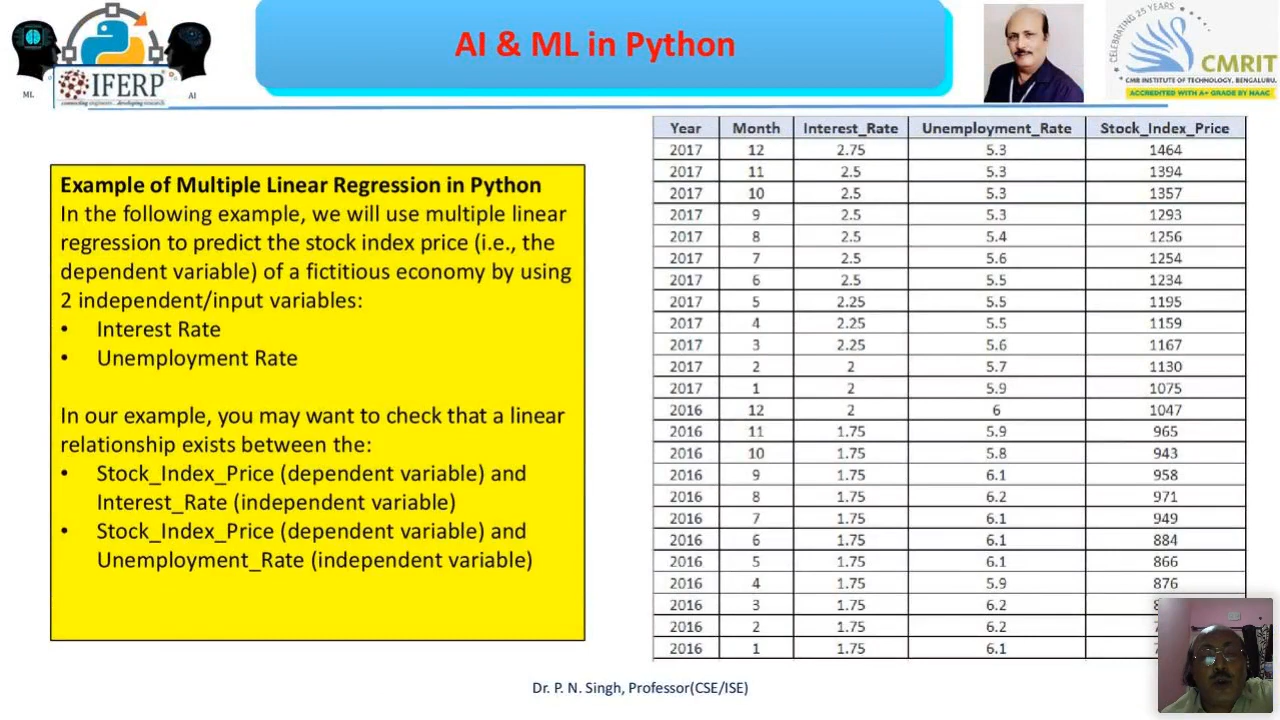 AI & ML in Python
ML
AI
IFERP
connecting engineers...developing research
CELEBRATING 25 YEARS
CMRIT
CMR INSTITUTE OF TECHNOLOGY, BENGALURU.
ACCREDITED WITH A+ GRADE BY NAAC
Example of Multiple Linear Regression in Python
In the following example, we will use multiple linear
regression to predict the stock index price (i.e., the
dependent variable) of a fictitious economy by using
2 independent/input variables:
• Interest Rate
• Unemployment Rate
In our example, you may want to check that a linear
relationship exists between the:
• Stock_Index_Price (dependent variable) and
Interest_Rate (independent variable)
• Stock_Index_Price (dependent variable) and
Unemployment_Rate (independent variable)
Year Month Interest_Rate Unemployment_Rate Stock_Index_Price
2017 12 2.75 5.3 1464
2017 11 2.5 5.3 1394
2017 10 2.5 5.3 1357
2017 9 2.5 5.3 1293
2017 8 2.5 5.4 1256
2017 7 2.5 5.6 1254
2017 6 2.5 5.5 1234
2017 5 2.25 5.5 1195
2017 4 2.25 5.5 1159
2017 3 2.25 5.6 1167
2017 2 2 5.7 1130
2017 1 2 5.9 1075
2016 12 2 6 1047
2016 11 1.75 5.9 965
2016 10 1.75 5.8 943
2016 9 1.75 6.1 958
2016 8 1.75 6.2 971
2016 7 1.75 6.1 949
2016 6 1.75 6.1 884
2016 5 1.75 6.1 866
2016 4 1.75 5.9 876
2016 3 1.75 6.2
2016 2 1.75 6.2
2016 1 1.75 6.1
Dr. P. N. Singh, Professor(CSE/ISE)